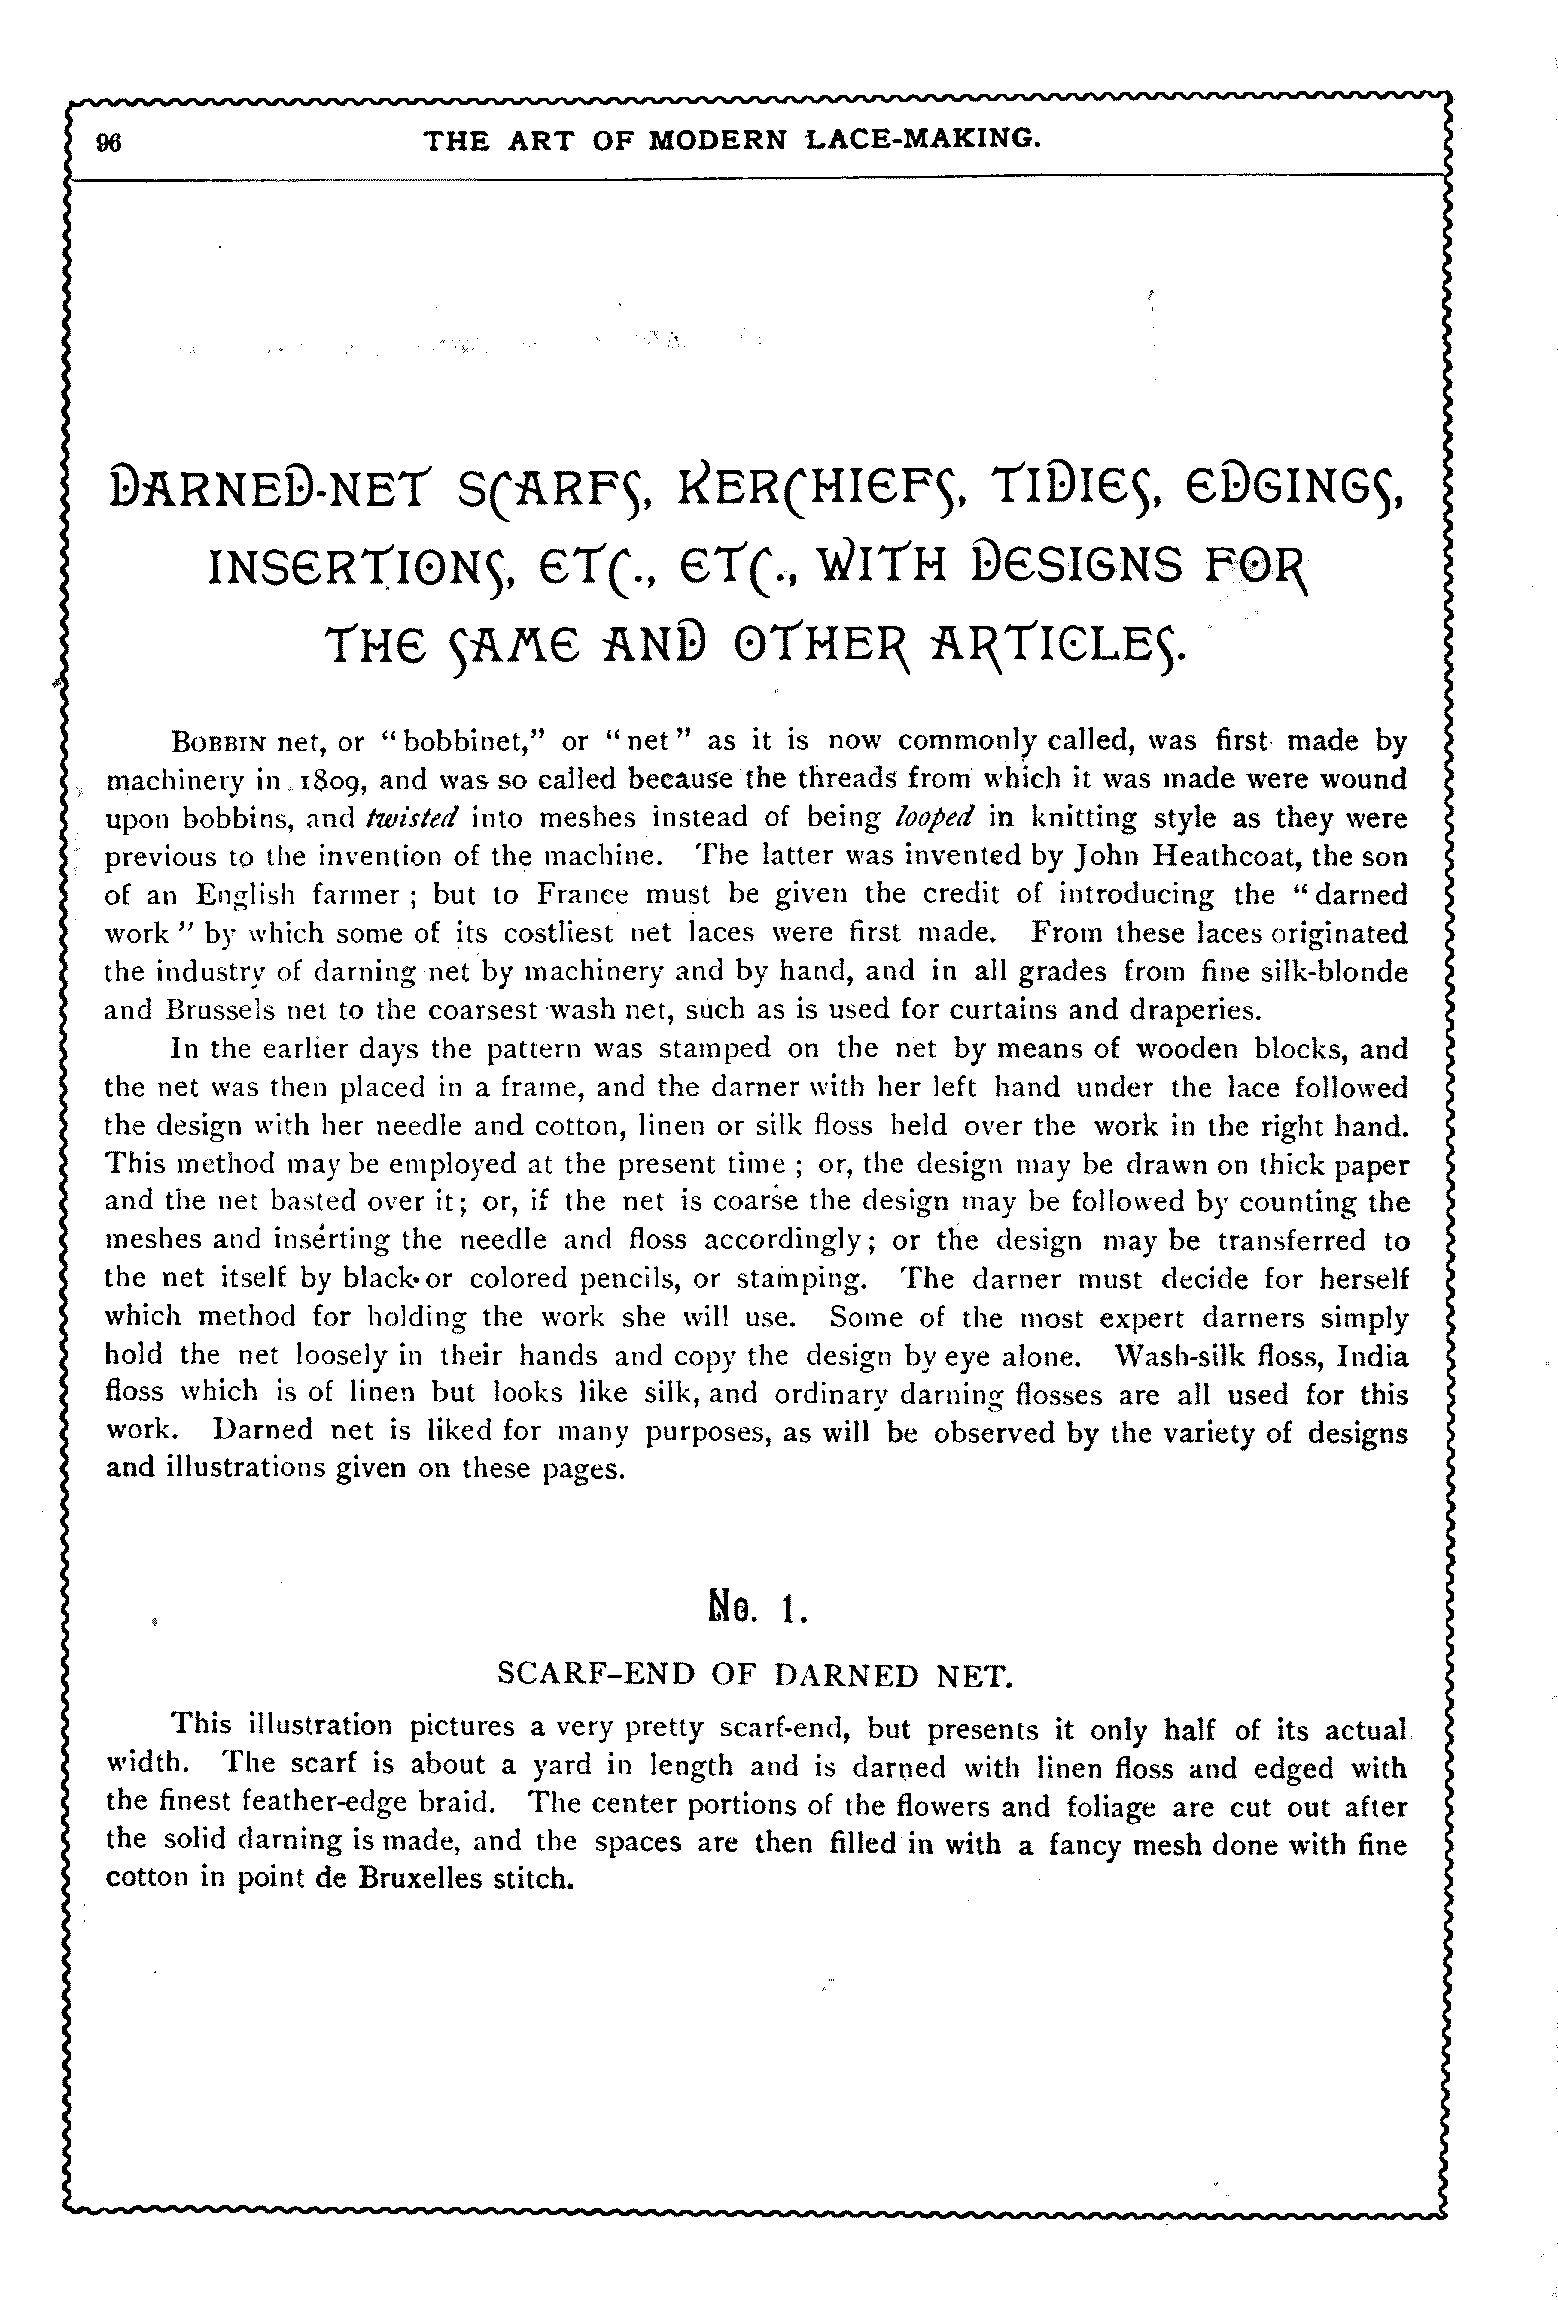 96
THE ART OF MODERN LACE-MAKING.
DARNED-NET SCARFS, KERCHIEFS, TIDIES, EDGINGS,
INSERTIONS, ETC., ETC., WITH DESIGNS FOR
THE SAME AND OTHER ARTICLES.
BOBBIN net, or "bobbinet," or "net" as it is now commonly called, was first made by
machinery in 1809, and was so called because the threads from which it was made were wound
upon bobbins, and twisted into meshes instead of being looped in knitting style as they were
previous to the invention of the machine. The latter was invented by John Heathcoat, the son
of an English farmer; but to France must be given the credit of introducing the "darned
work" by which some of its costliest net laces were first made. From these laces originated
the industry of darning net by machinery and by hand, and in all grades from fine silk-blonde
and Brussels net to the coarsest wash net, such as is used for curtains and draperies.
In the earlier days the pattern was stamped on the net by means of wooden blocks, and
the net was then placed in a frame, and the darner with her left hand under the lace followed
the design with her needle and cotton, linen or silk floss held over the work in the right hand.
This method may be employed at the present time; or, the design may be drawn on thick paper
and the net basted over it; or, if the net is coarse the design may be followed by counting the
meshes and inserting the needle and floss accordingly; or the design may be transferred to
the net itself by black or colored pencils, or stamping. The darner must decide for herself
which method for holding the work she will use. Some of the most expert darners simply
hold the net loosely in their hands and copy the design by eye alone. Wash-silk floss, India
floss which is of linen but looks like silk, and ordinary darning flosses are all used for this
work. Darned net is liked for many purposes, as will be observed by the variety of designs
and illustrations given on these pages.
No. 1.
SCARF-END OF DARNED NET.
This illustration pictures a very pretty scarf-end, but presents it only half of its actual
width. The scarf is about a yard in length and is darned with linen floss and edged with
the finest feather-edge braid. The center portions of the flowers and foliage are cut out after
the solid darning is made, and the spaces are then filled in with a fancy mesh done with fine
cotton in point de Bruxelles stitch.